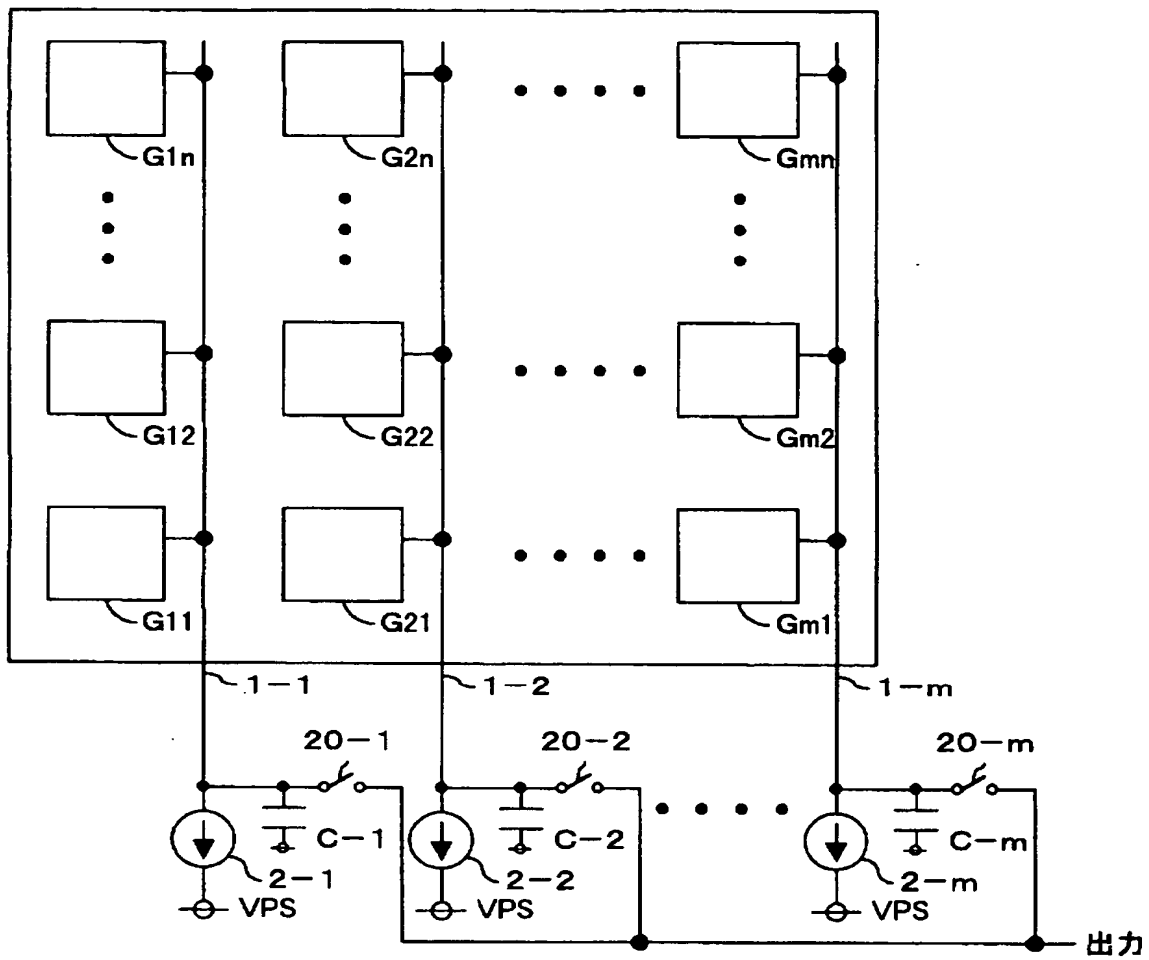 G1n G2n Gmn
G12 G22 Gm2
G11 G21 Gm1
1-1 1-2 1-m
20-1 20-2 20-m
C-1 C-2 C-m
2-1 2-2 2-m
VPS VPS VPS
出力